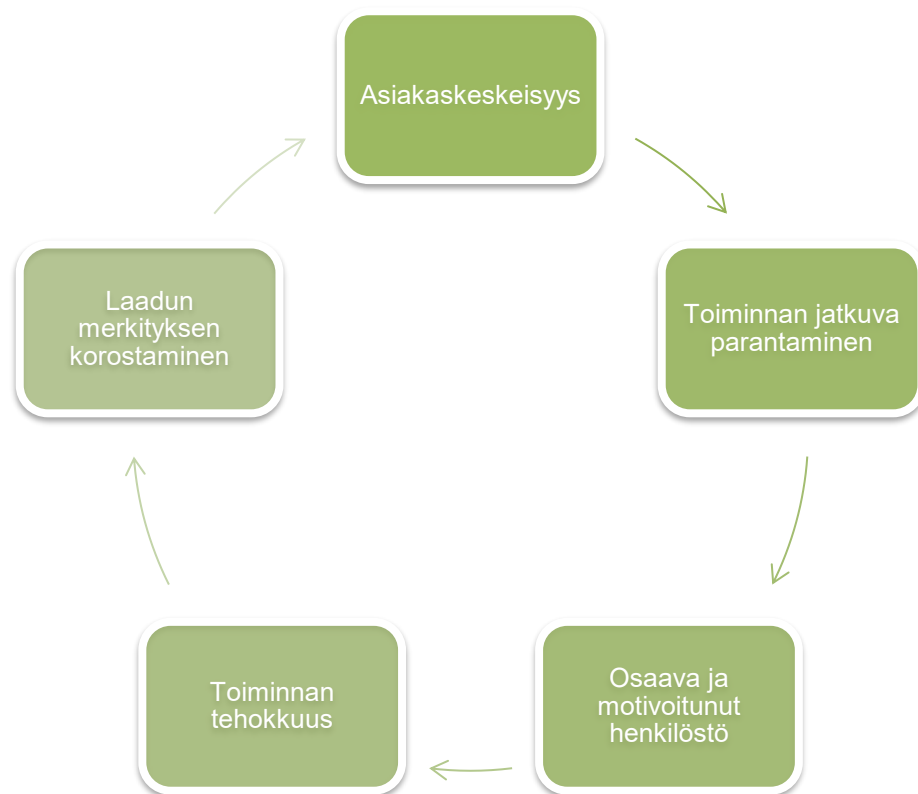 Asiakaskeskeisyys
Toiminnan jatkuva
parantaminen
Osaava ja
motivoitunut
henkilöstö
Toiminnan
tehokkuus
Laadun
merkityksen
korostaminen